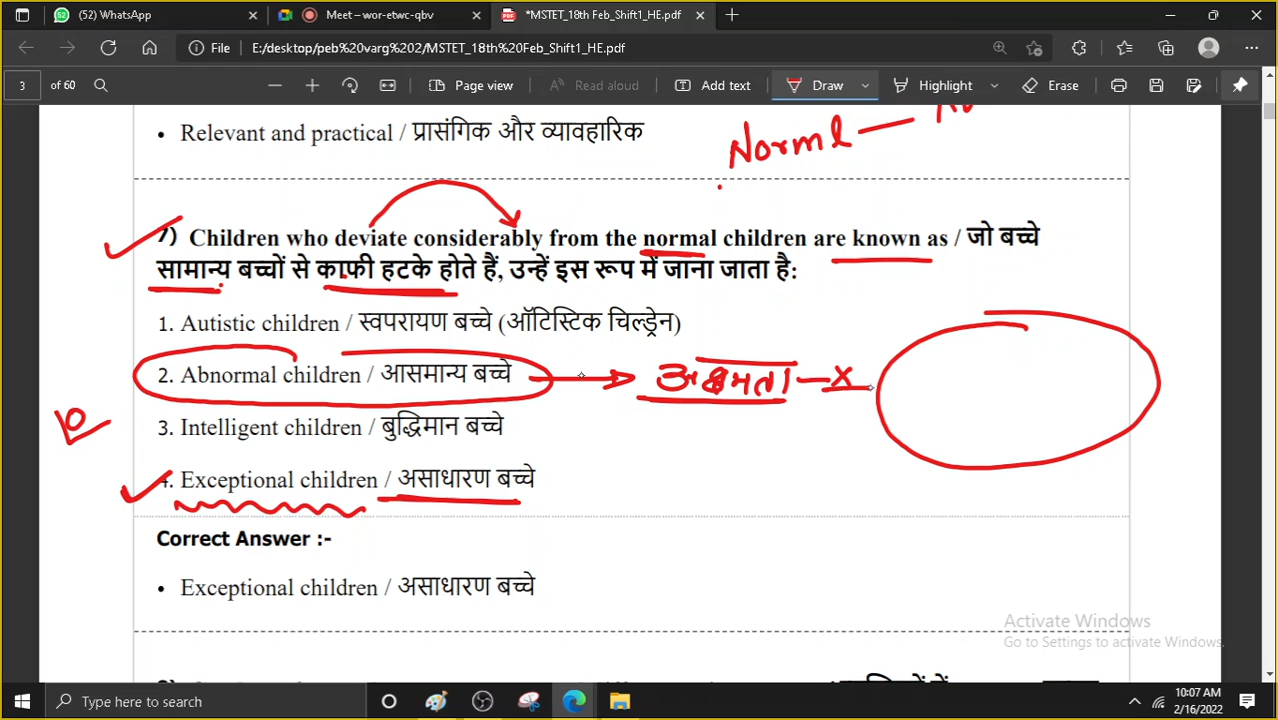 (52) WhatsApp
Meet – wor-etwc-qbv
*MSTET_18th Feb_Shift1_HE.pdf
File E:/desktop/peb%20varg%202/MSTET_18th%20Feb_Shift1_HE.pdf
3 of 60 Page view Read aloud Add text Draw Highlight Erase
• Relevant and practical / प्रासंगिक और व्यावहारिक
Norml —
7) Children who deviate considerably from the normal children are known as / जो बच्चे
सामान्य बच्चों से काफी हटके होते हैं, उन्हें इस रूप में जाना जाता है:
1. Autistic children / स्वपरायण बच्चे (ऑटिस्टिक चिल्ड्रेन)
2. Abnormal children / आसमान्य बच्चे
अक्षमता — x
3. Intelligent children / बुद्धिमान बच्चे
4. Exceptional children / असाधारण बच्चे
Correct Answer :-
• Exceptional children / असाधारण बच्चे
Activate Windows
Go to Settings to activate Windows.
Type here to search
10:07 AM
2/16/2022